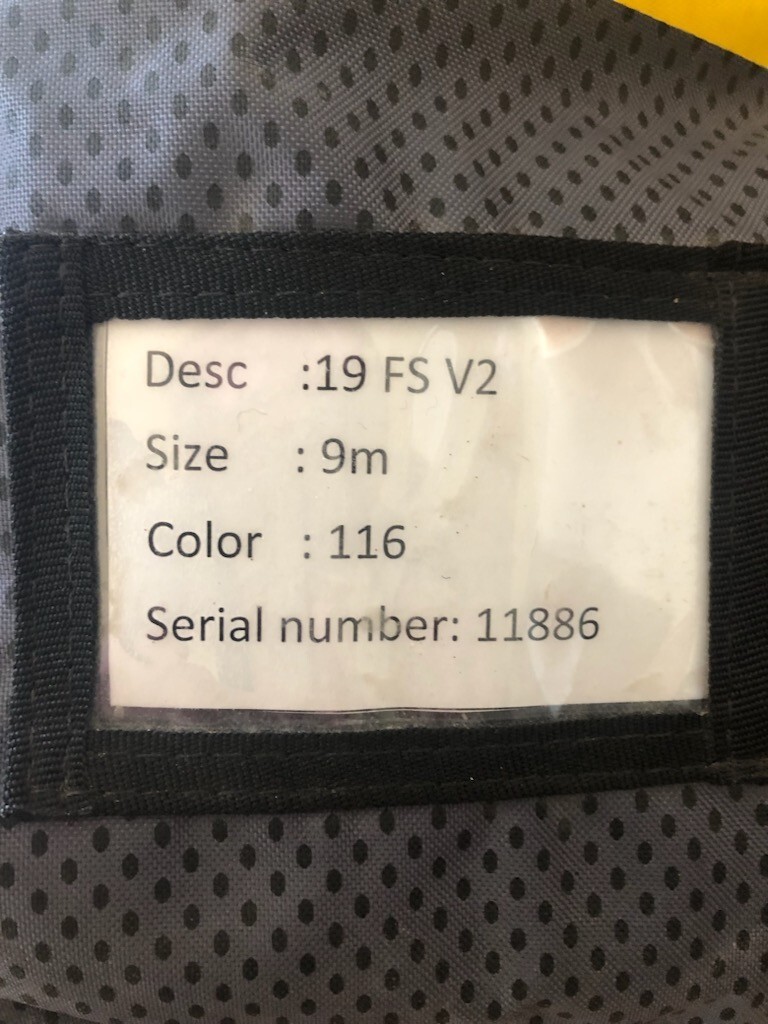 Desc :19 FS V2
Size : 9m
Color : 116
Serial number: 11886